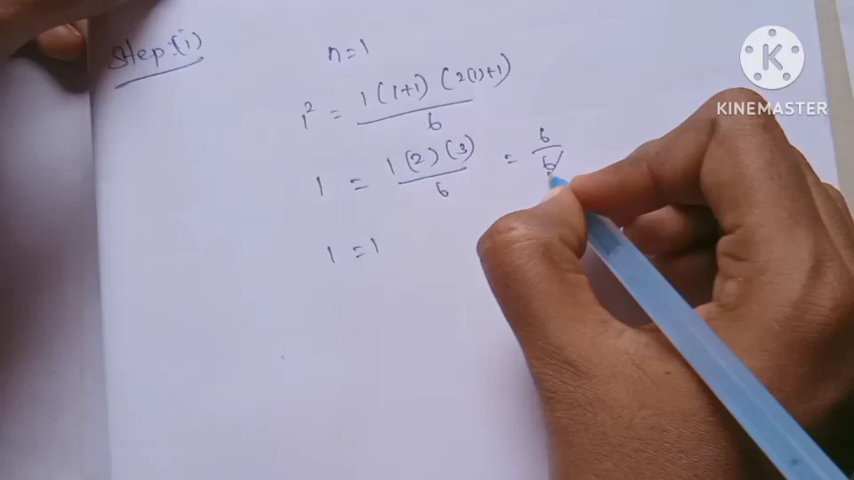 Step:(i)
n=1
1² = 1(1+1)(2(1)+1)/6
1 = 1(2)(3)/6 = 6/6
1 = 1
K
KINEMASTER